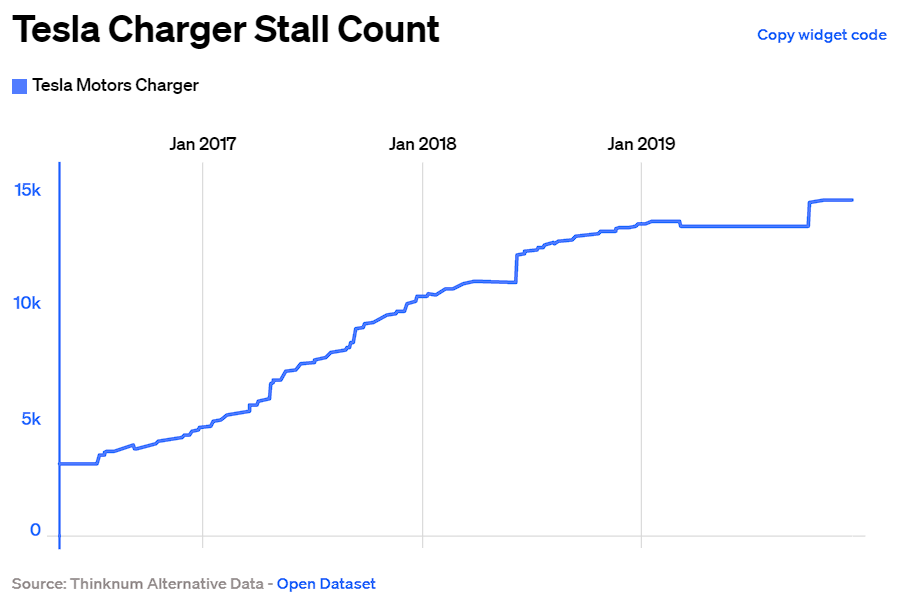 Tesla Charger Stall Count
Copy widget code
Tesla Motors Charger
Jan 2017 Jan 2018 Jan 2019
15k
10k
5k
0
Source: Thinknum Alternative Data - Open Dataset